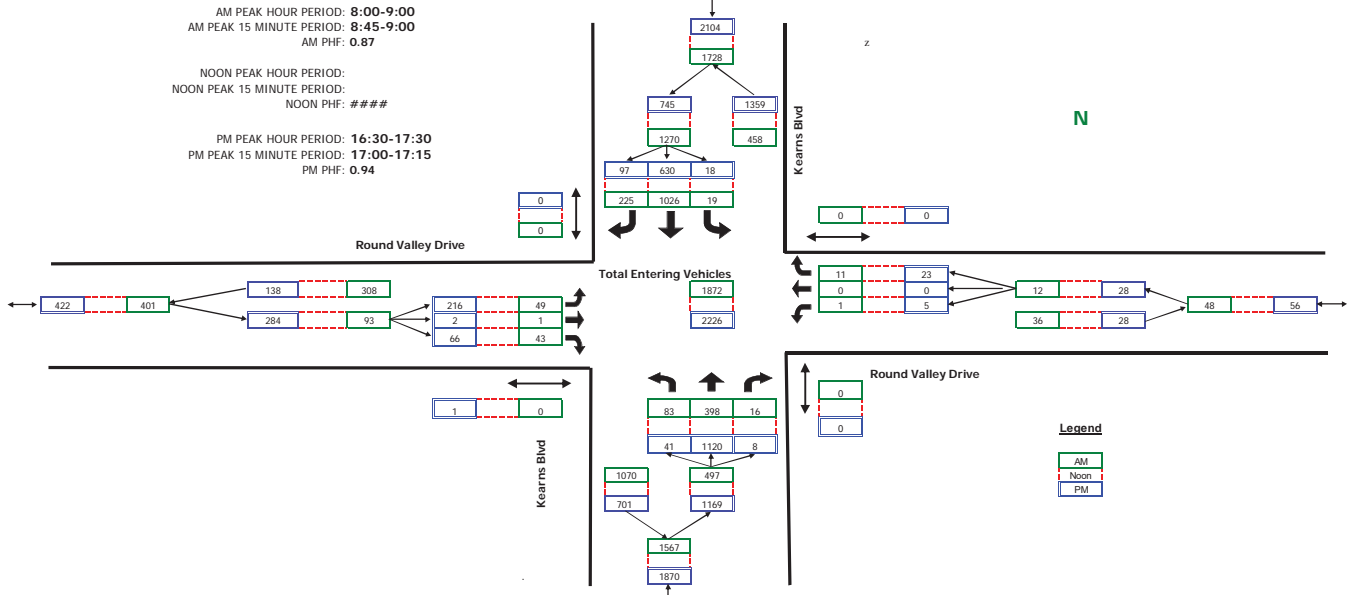 AM PEAK HOUR PERIOD: 8:00-9:00
AM PEAK 15 MINUTE PERIOD: 8:45-9:00
AM PHF: 0.87
NOON PEAK HOUR PERIOD:
NOON PEAK 15 MINUTE PERIOD:
NOON PHF: ####
PM PEAK HOUR PERIOD: 16:30-17:30
PM PEAK 15 MINUTE PERIOD: 17:00-17:15
PM PHF: 0.94
2104
1728
z
745 1359
1270 458
Kearns Blvd
N
97 630 18
225 1026 19
0
0
0 0
Round Valley Drive
Total Entering Vehicles
1872
2226
422 401
138 308
284 93
216 49
2 1
66 43
11 23
0 0
1 5
12 28
36 28
48 56
Round Valley Drive
0
0
1 0
83 398 16
41 1120 8
Kearns Blvd
1070 497
701 1169
1567
1870
Legend
AM
Noon
PM